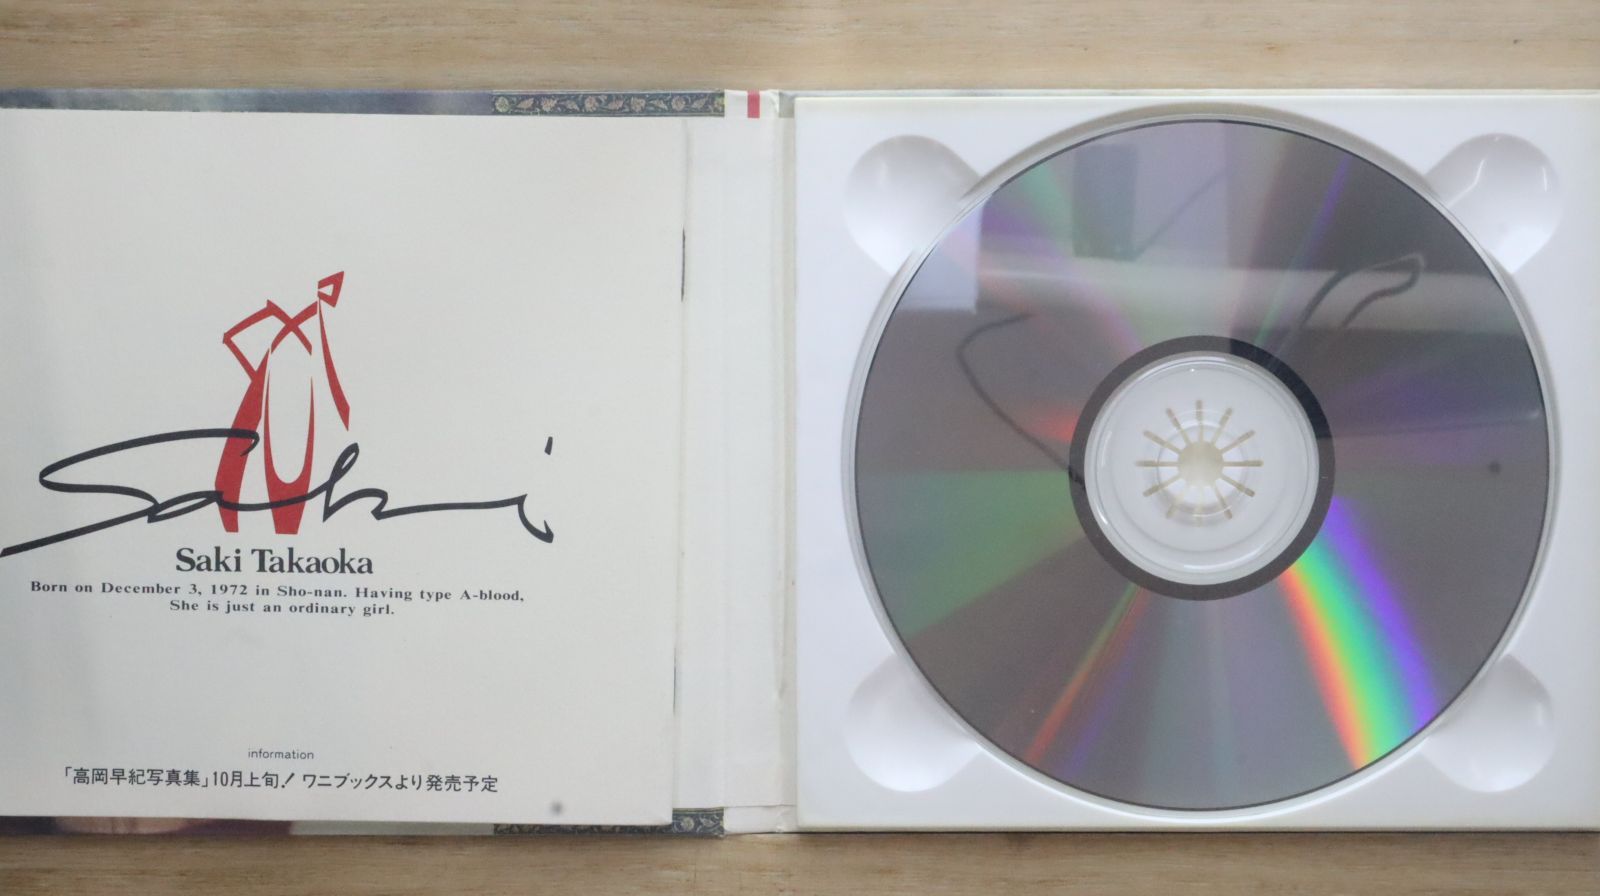 Saki
Saki Takaoka
Born on December 3, 1972 in Sho-nan. Having type A-blood,
She is just an ordinary girl.
information
「高岡早紀写真集」10月上旬! ワニブックスより発売予定